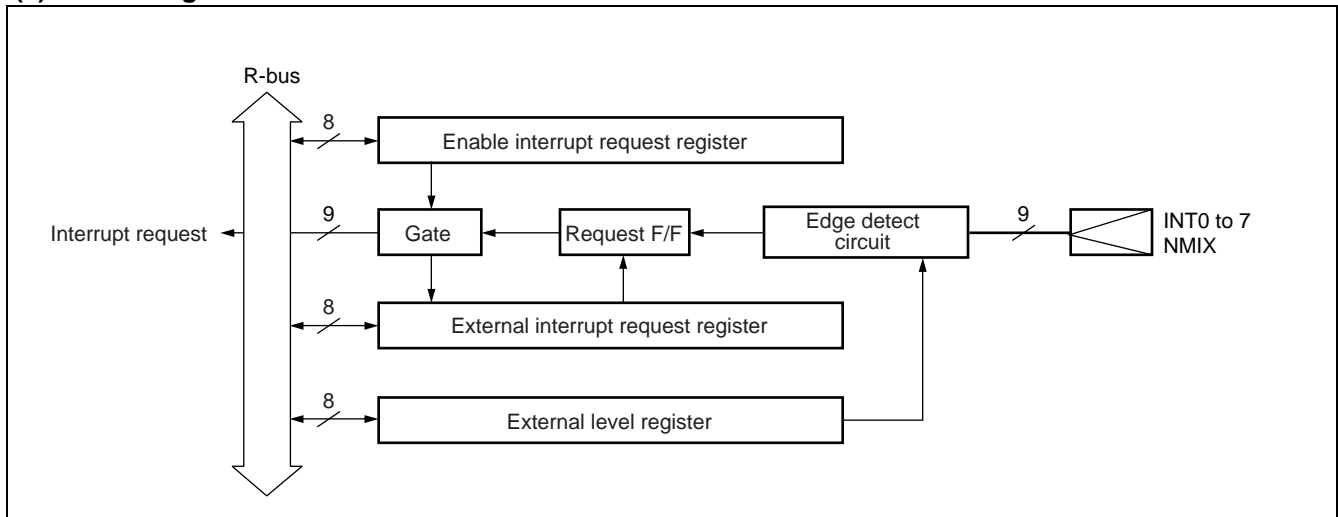 R-bus
8
Enable interrupt request register
Interrupt request
9
Gate
Request F/F
Edge detect
circuit
9
INT0 to 7
NMIX
8
External interrupt request register
8
External level register